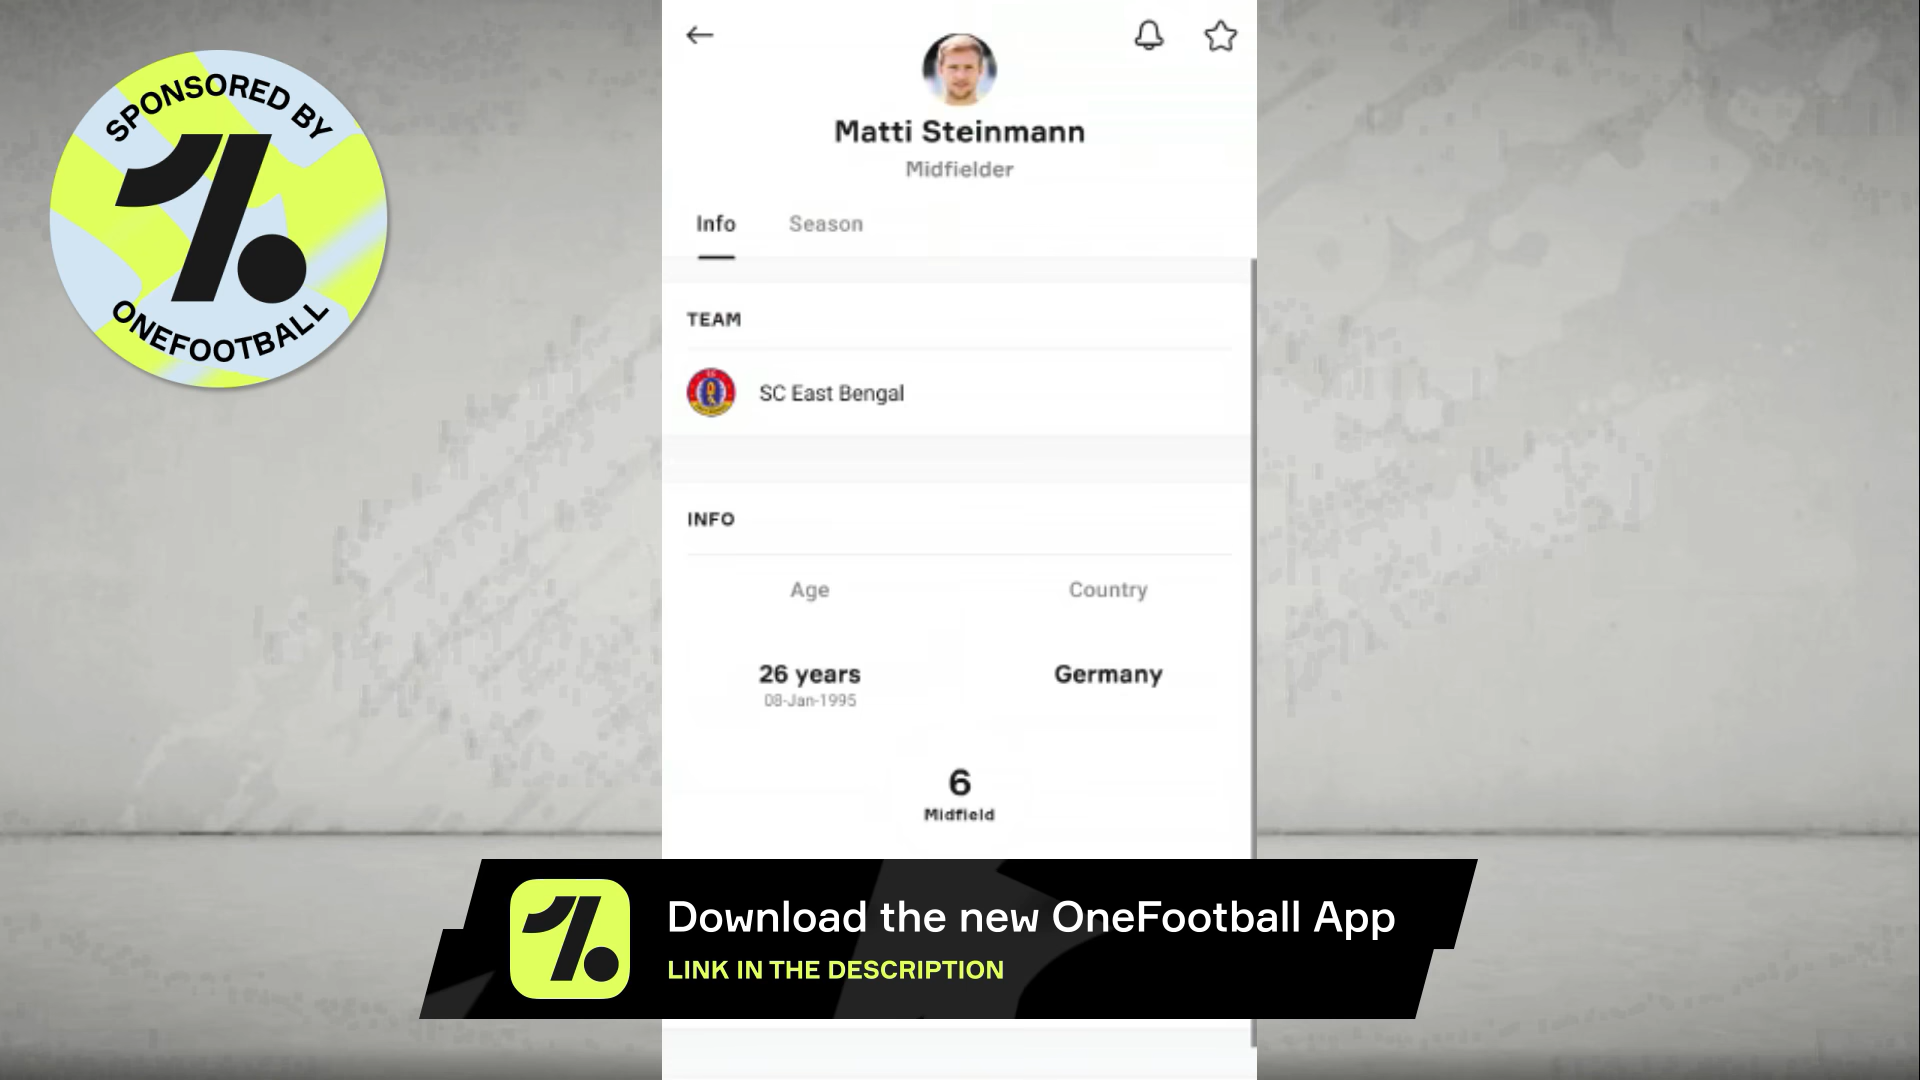 SPONSORED BY
ONEFOOTBALL
Matti Steinmann
Midfielder
Info
Season
TEAM
SC East Bengal
INFO
Age
Country
26 years
Germany
08-Jan-1995
6
Midfield
Download the new OneFootball App
LINK IN THE DESCRIPTION